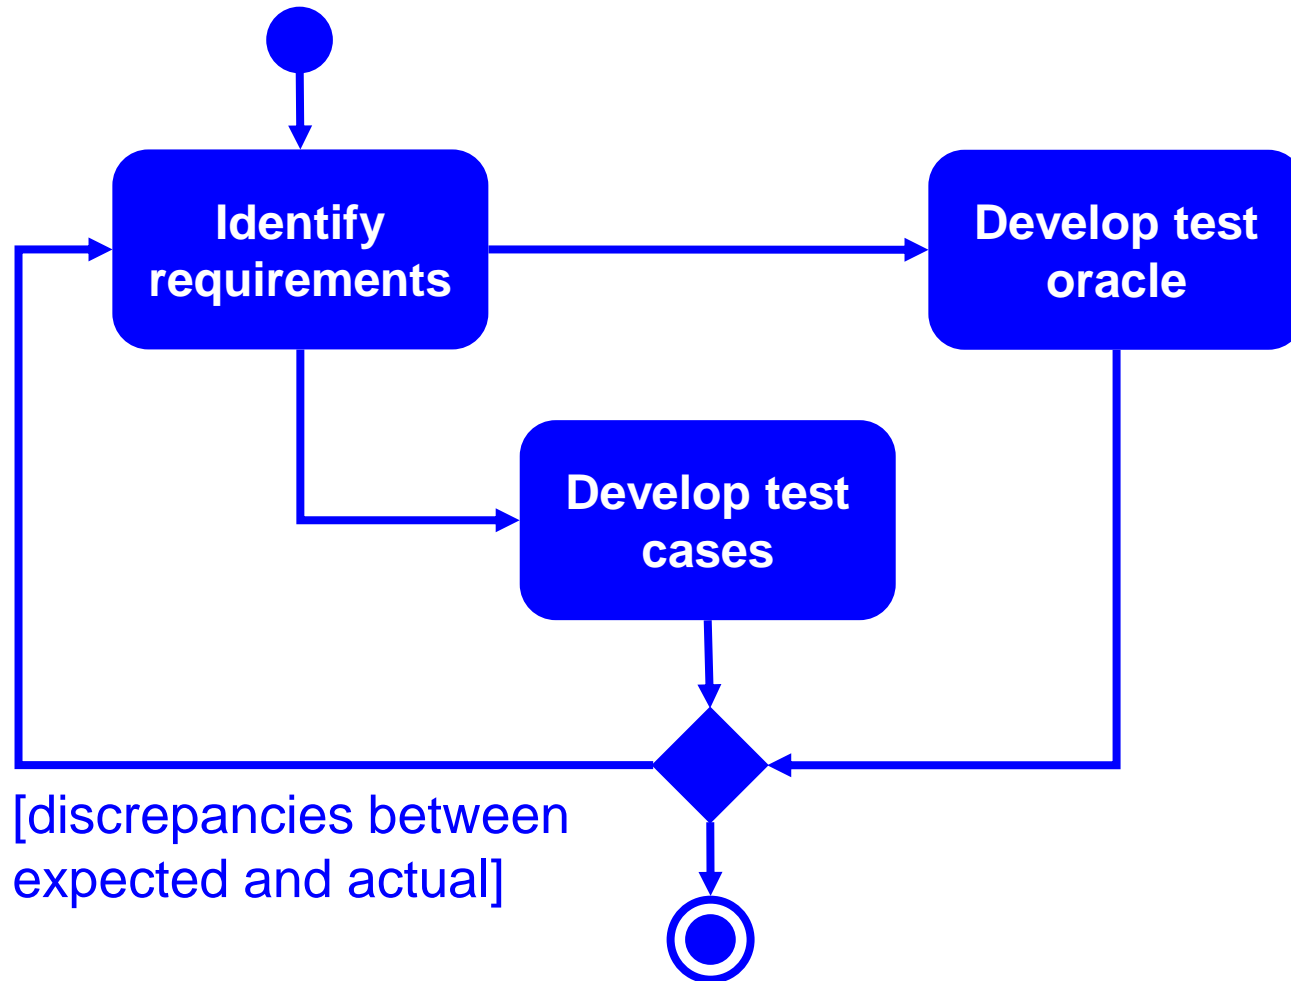 Identify
requirements
Develop test
oracle
Develop test
cases
[discrepancies between
expected and actual]